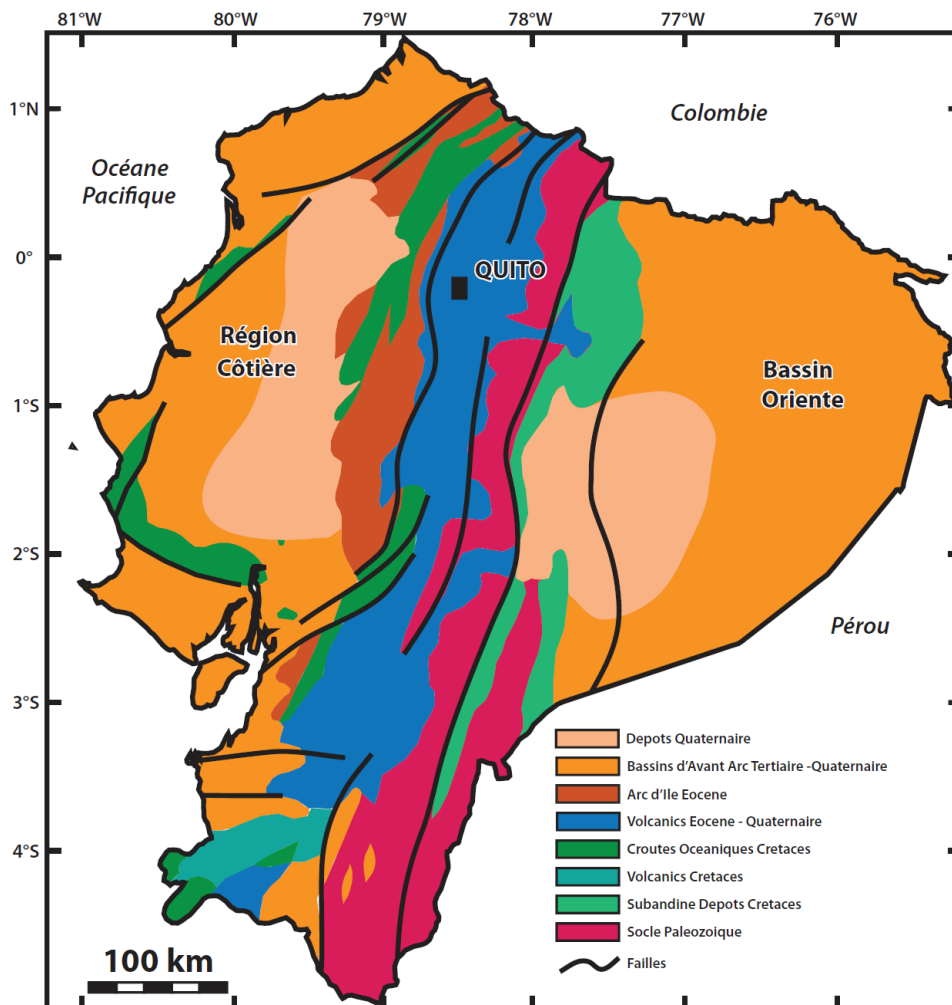 81°W
80°W
79°W
78°W
77°W
76°W
1°N
0°
1°S
2°S
3°S
4°S
Colombie
Océane
Pacifique
QUITO
Région
Côtière
Bassin
Oriente
Pérou
Depots Quaternaire
Bassins d'Avant Arc Tertiaire -Quaternaire
Arc d'Ile Eocene
Volcanics Eocene - Quaternaire
Croutes Oceaniques Cretaces
Volcanics Cretaces
Subandine Depots Cretaces
Socle Paleozoique
Failles
100 km